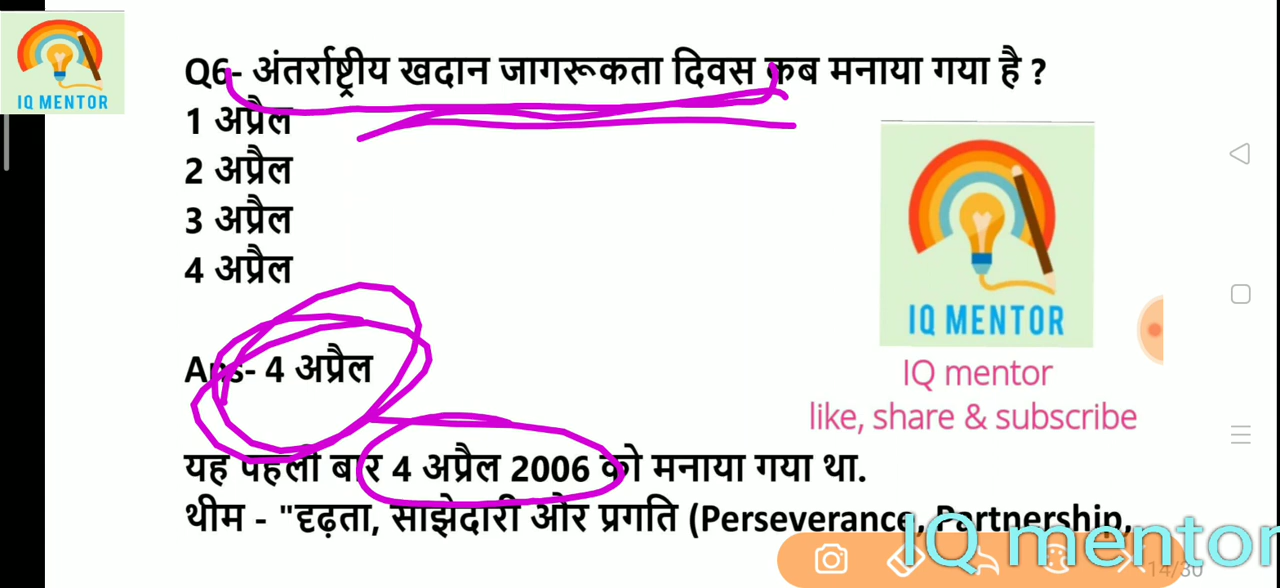 IQ MENTOR
Q6- अंतर्राष्ट्रीय खदान जागरूकता दिवस कब मनाया गया है ?
1 अप्रैल
2 अप्रैल
3 अप्रैल
4 अप्रैल
IQ MENTOR
Ans- 4 अप्रैल
IQ mentor
like, share & subscribe
यह पहली बार 4 अप्रैल 2006 को मनाया गया था.
थीम - "दृढ़ता, साझेदारी और प्रगति (Perseverance, Partnership,
IQ mentor
14/30